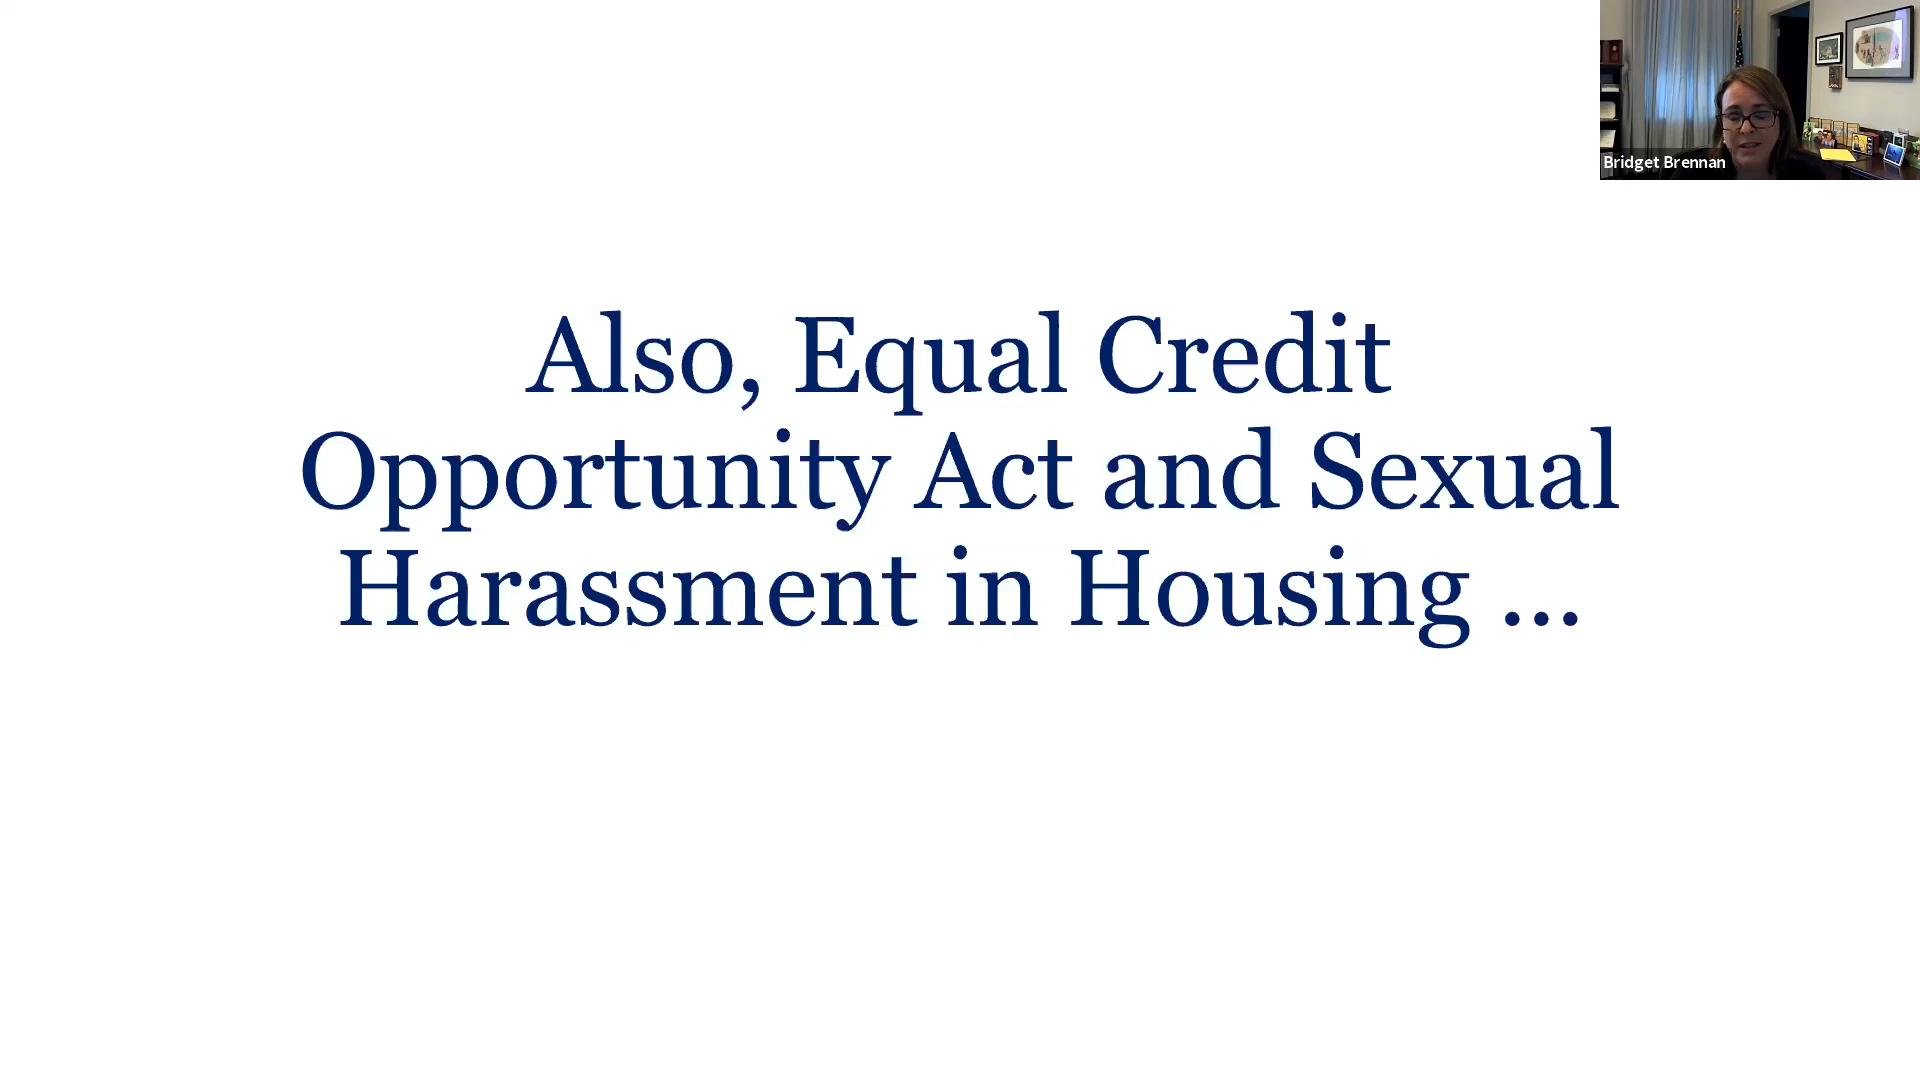 Bridget Brennan
Also, Equal Credit
Opportunity Act and Sexual
Harassment in Housing ...